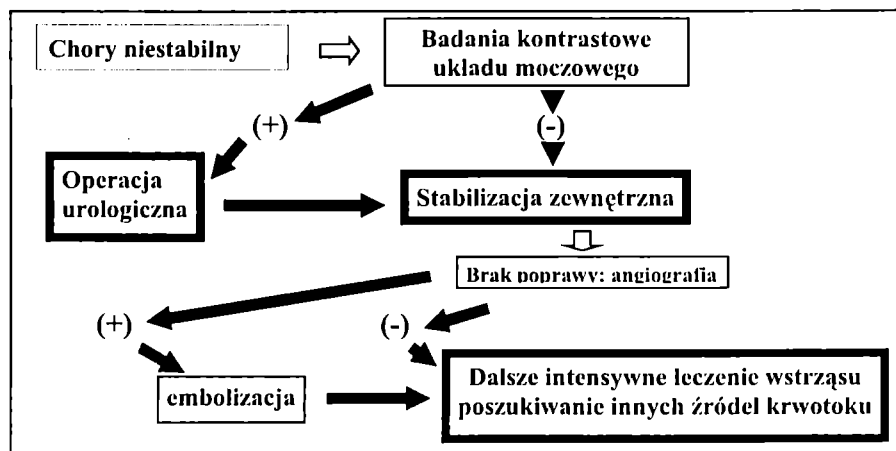 Chory niestabilny
Badania kontrastowe
układu moczowego
(+)
(-)
Operacja
urologiczna
Stabilizacja zewnętrzna
Brak poprawy: angiografia
(+)
(-)
embolizacja
Dalsze intensywne leczenie wstrząsu
poszukiwanie innych źródeł krwotoku